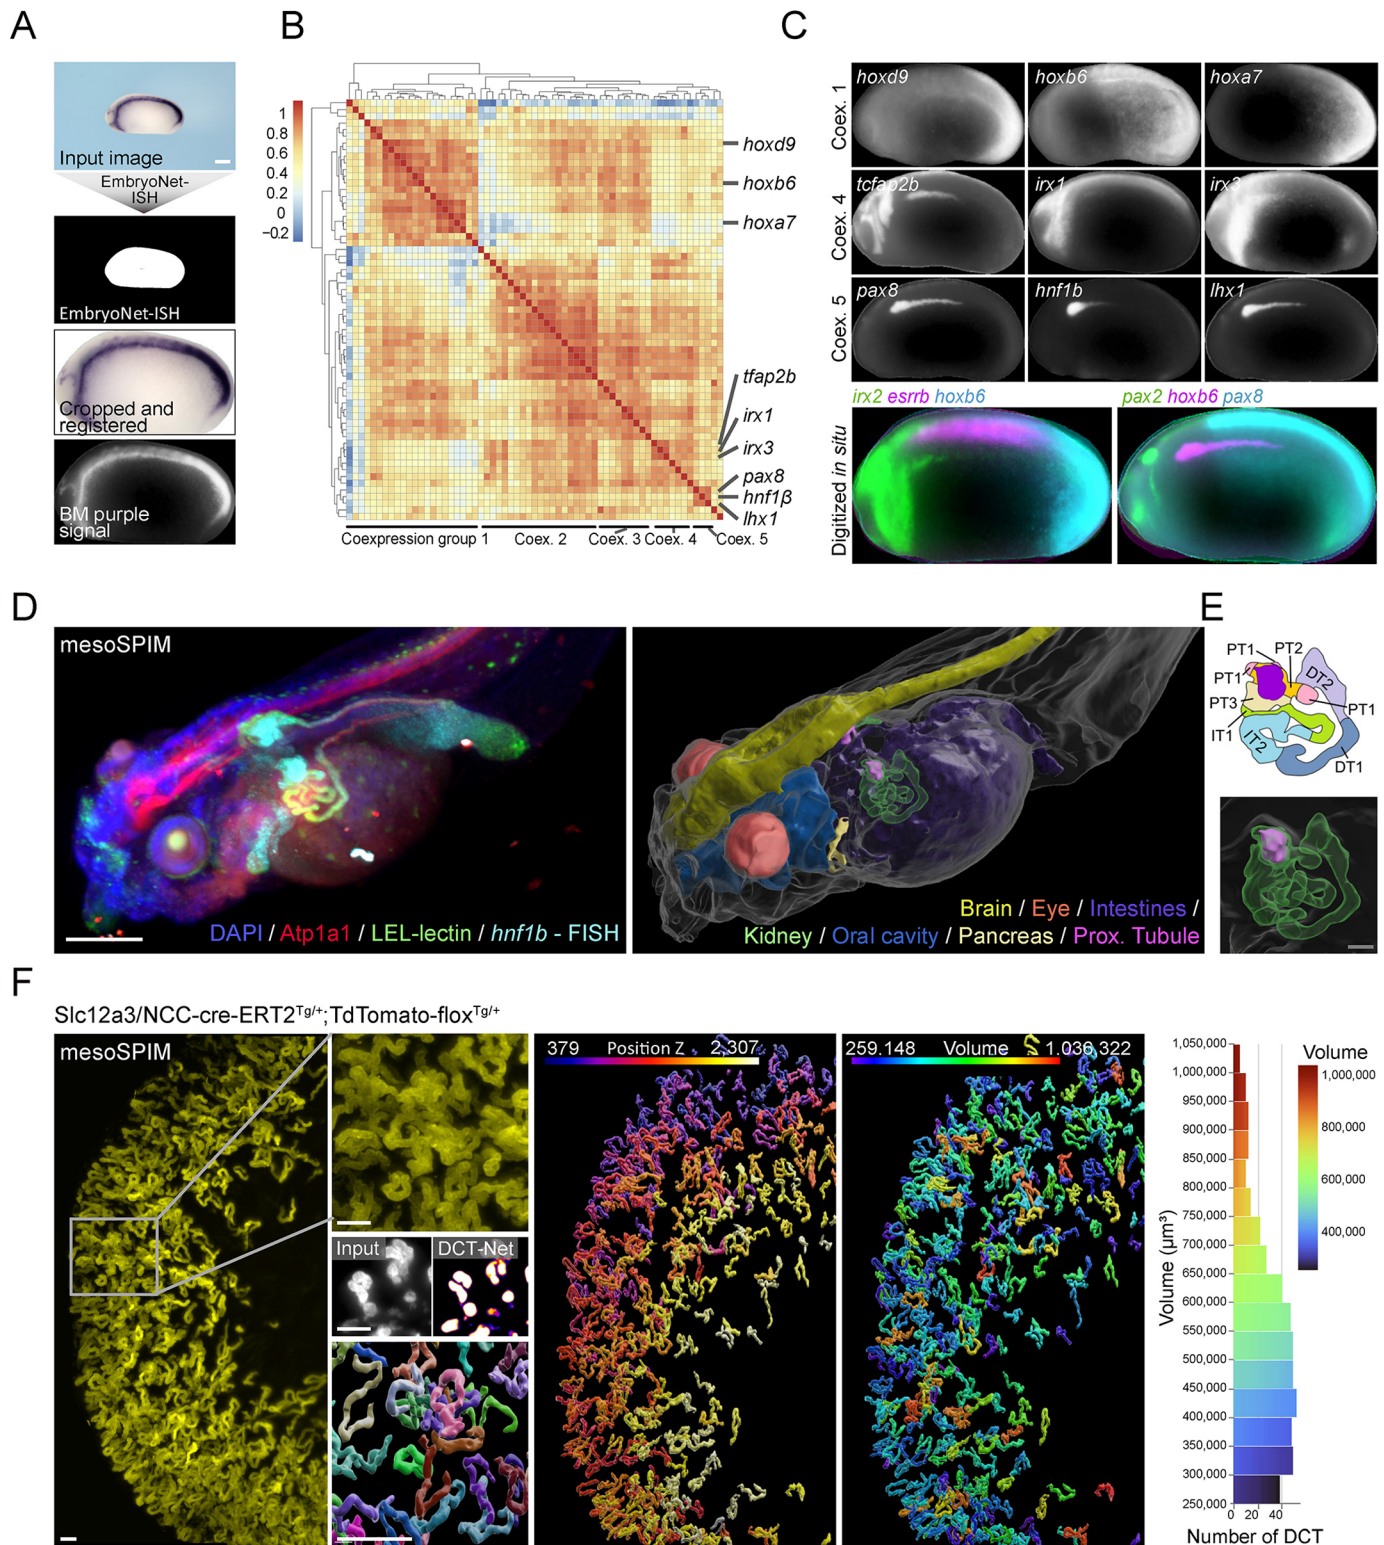 A
Input image
EmbryoNet-
ISH
EmbryoNet-ISH
Cropped and
registered
BM purple
signal
B
1
0.8
0.6
0.4
0.2
0
−0.2
hoxd9
hoxb6
hoxa7
tfap2b
irx1
irx3
pax8
hnf1β
lhx1
Coexpression group 1
Coex. 2
Coex. 3
Coex. 4
Coex. 5
C
Coex. 1
hoxd9
hoxb6
hoxa7
Coex. 4
tcfap2b
irx1
irx3
Coex. 5
pax8
hnf1b
lhx1
Digitized in situ
irx2 esrrb hoxb6
pax2 hoxb6 pax8
D
mesoSPIM
DAPI / Atp1a1 / LEL-lectin / hnf1b - FISH
Brain / Eye / Intestines /
Kidney / Oral cavity / Pancreas / Prox. Tubule
E
PT1
PT2
DT2
PT1
PT3
PT1
IT1
IT2
DT1
F
Slc12a3/NCC-cre-ERT2Tg/+;TdTomato-floxTg/+
mesoSPIM
Input
DCT-Net
379 Position Z 2,307
259,148 Volume 1.036,322
Volume (µm³)
1,050,000
1,000,000
950,000
900,000
850,000
800,000
750,000
700,000
650,000
600,000
550,000
500,000
450,000
400,000
350,000
300,000
250,000
0 20 40
Number of DCT
Volume
1,000,000
800,000
600,000
400,000